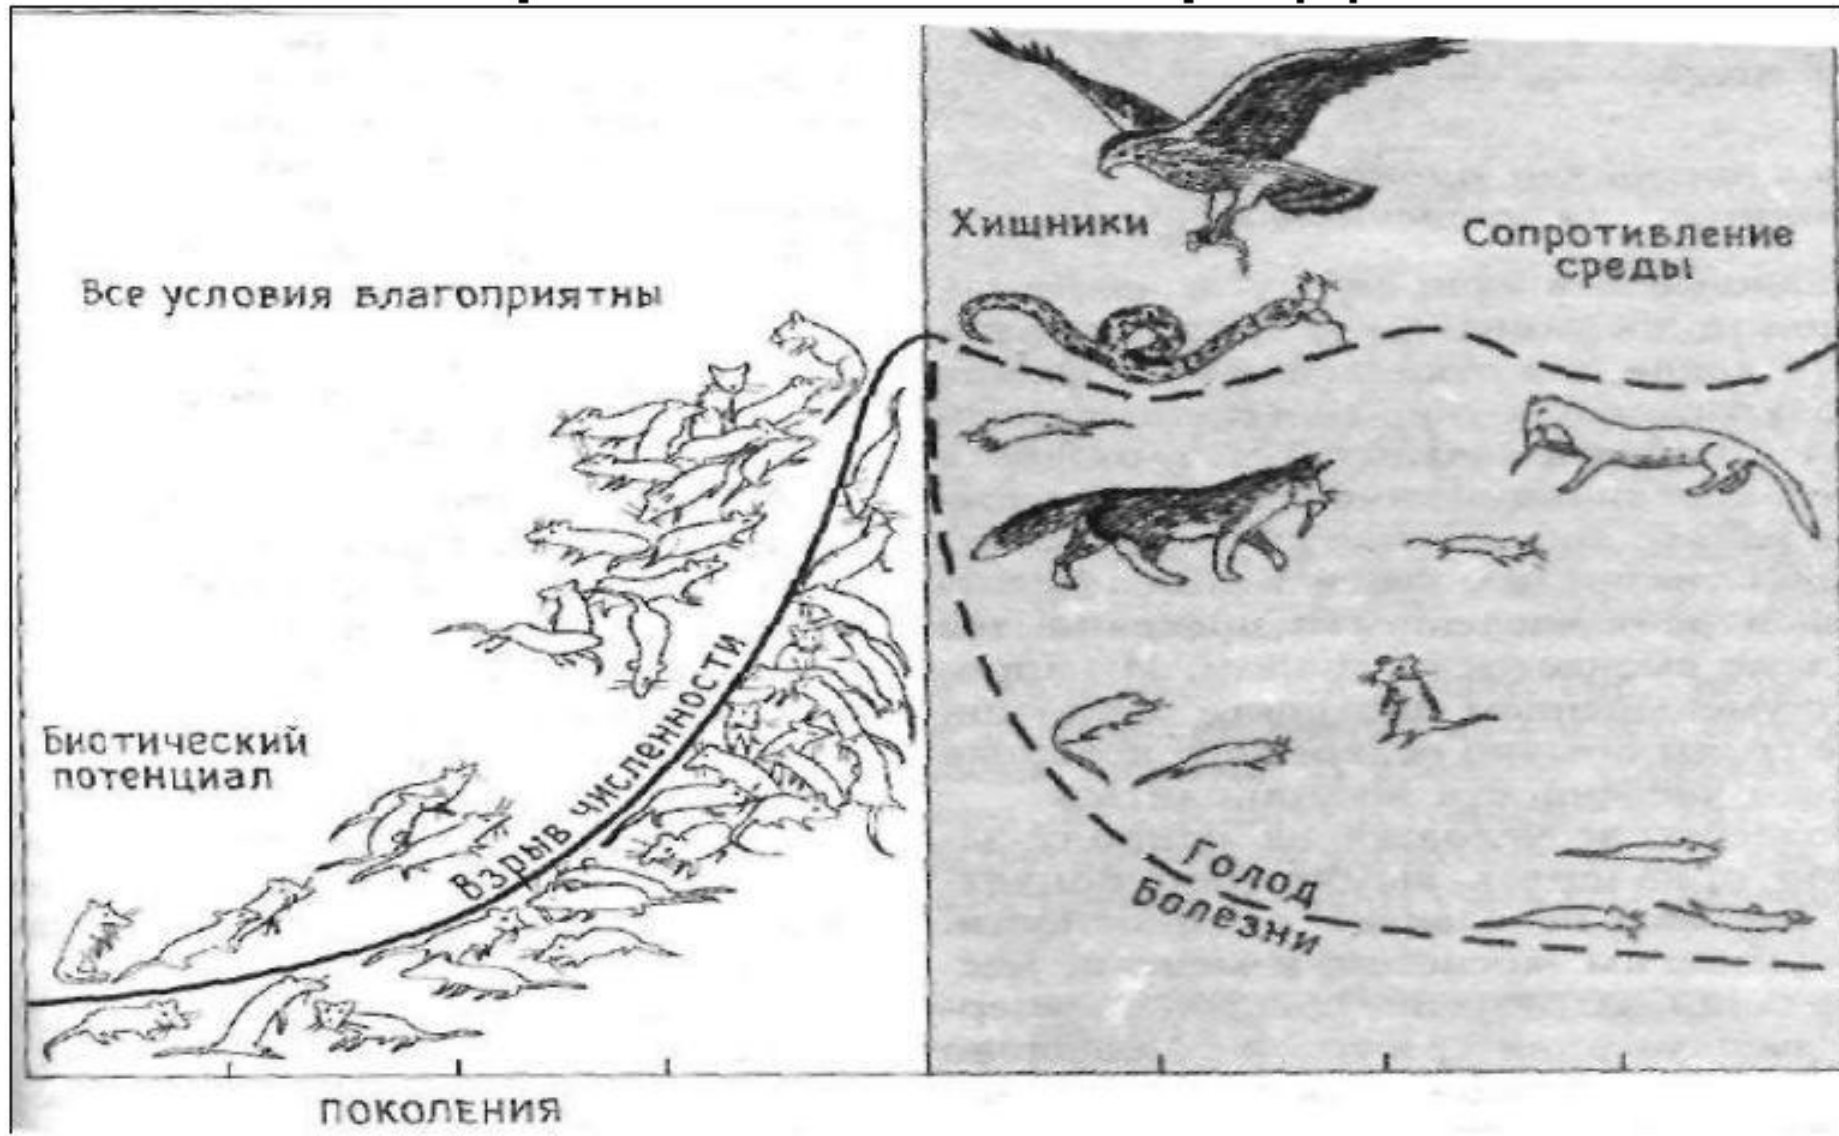 Все условия благоприятны
Хищники
Сопротивление
среды
Биотический
потенциал
Взрыв численности
Голод
Болезни
ПОКОЛЕНИЯ